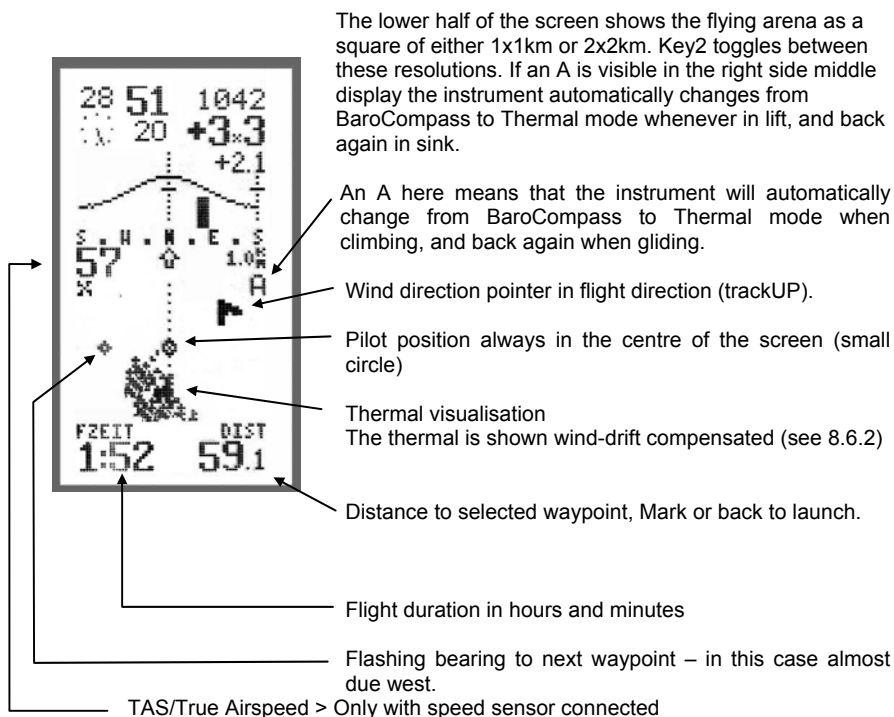 The lower half of the screen shows the flying arena as a
square of either 1x1km or 2x2km. Key2 toggles between
these resolutions. If an A is visible in the right side middle
display the instrument automatically changes from
BaroCompass to Thermal mode whenever in lift, and back
again in sink.
28 51 1042
20 +3.3
+2.1
S . W . N . E . S
57 1.0 KM
A
FZEIT DIST
1:52 59.1
An A here means that the instrument will automatically
change from BaroCompass to Thermal mode when
climbing, and back again when gliding.
Wind direction pointer in flight direction (trackUP).
Pilot position always in the centre of the screen (small
circle)
Thermal visualisation
The thermal is shown wind-drift compensated (see 8.6.2)
Distance to selected waypoint, Mark or back to launch.
Flight duration in hours and minutes
Flashing bearing to next waypoint – in this case almost
due west.
TAS/True Airspeed > Only with speed sensor connected